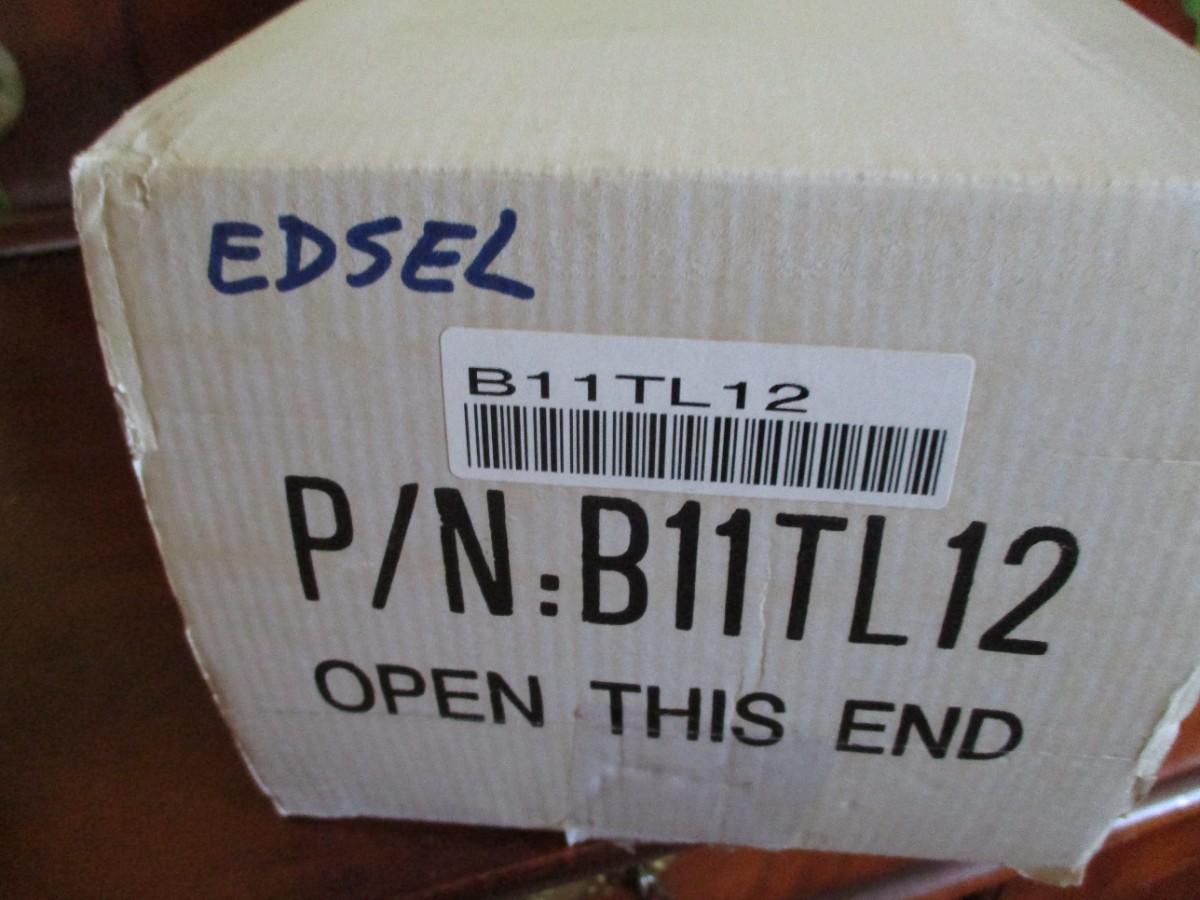 EDSEL
B11TL12
P/N:B11TL12
OPEN THIS END